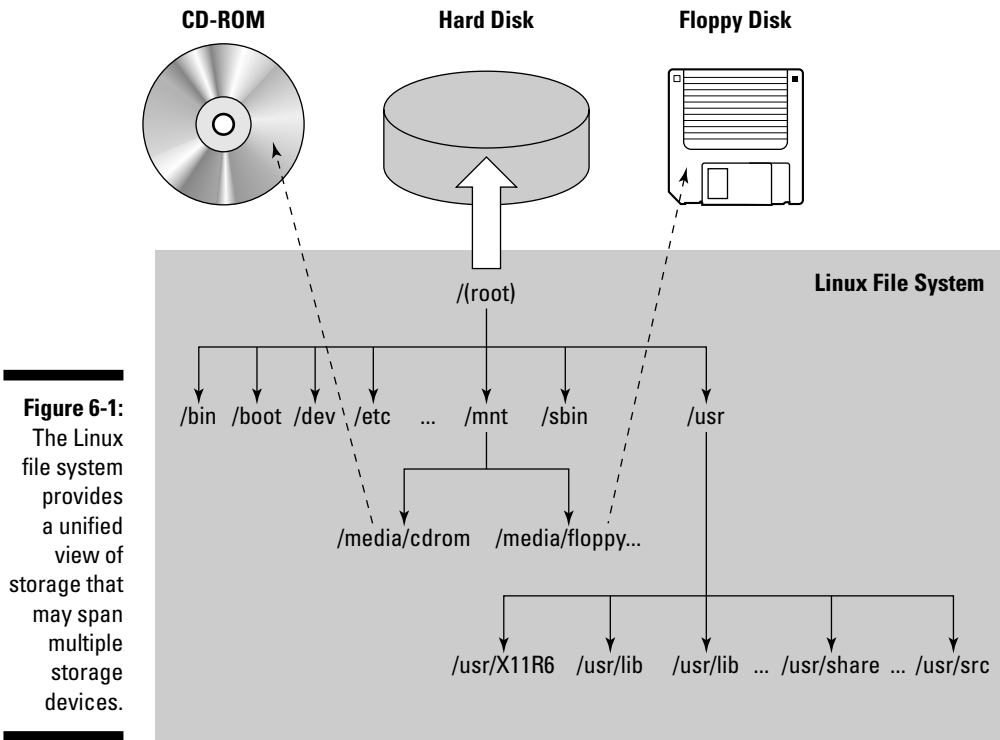 CD-ROM Hard Disk Floppy Disk
Linux File System
/(root)
/bin /boot /dev /etc ... /mnt /sbin /usr
/media/cdrom /media/floppy...
/usr/X11R6 /usr/lib /usr/lib ... /usr/share ... /usr/src
Figure 6-1:
The Linux
file system
provides
a unified
view of
storage that
may span
multiple
storage
devices.